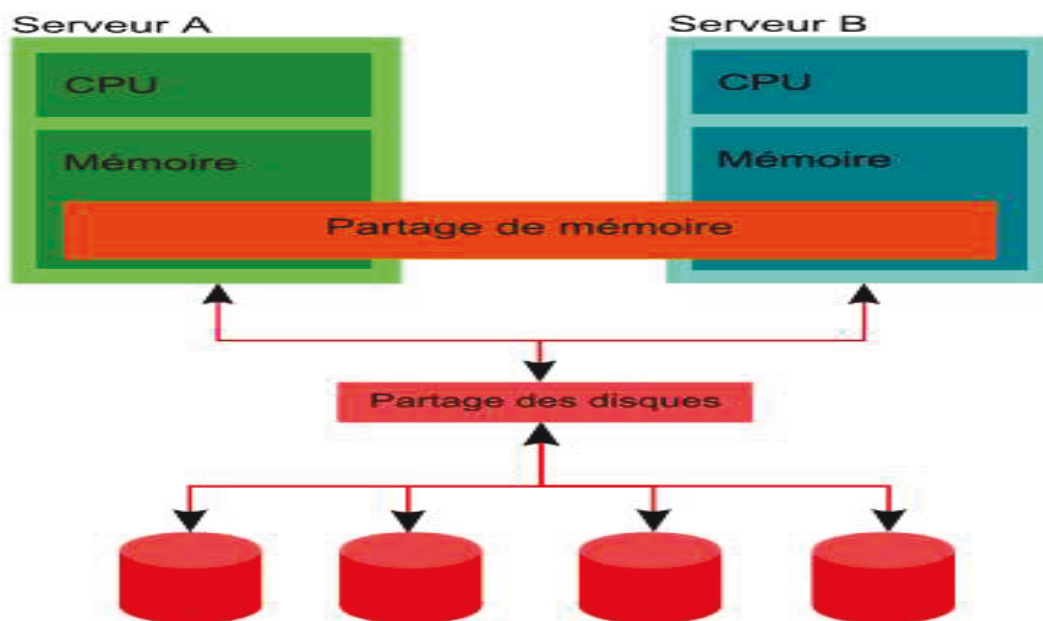 Serveur A
Serveur B
CPU
CPU
Mémoire
Mémoire
Partage de mémoire
Partage des disques